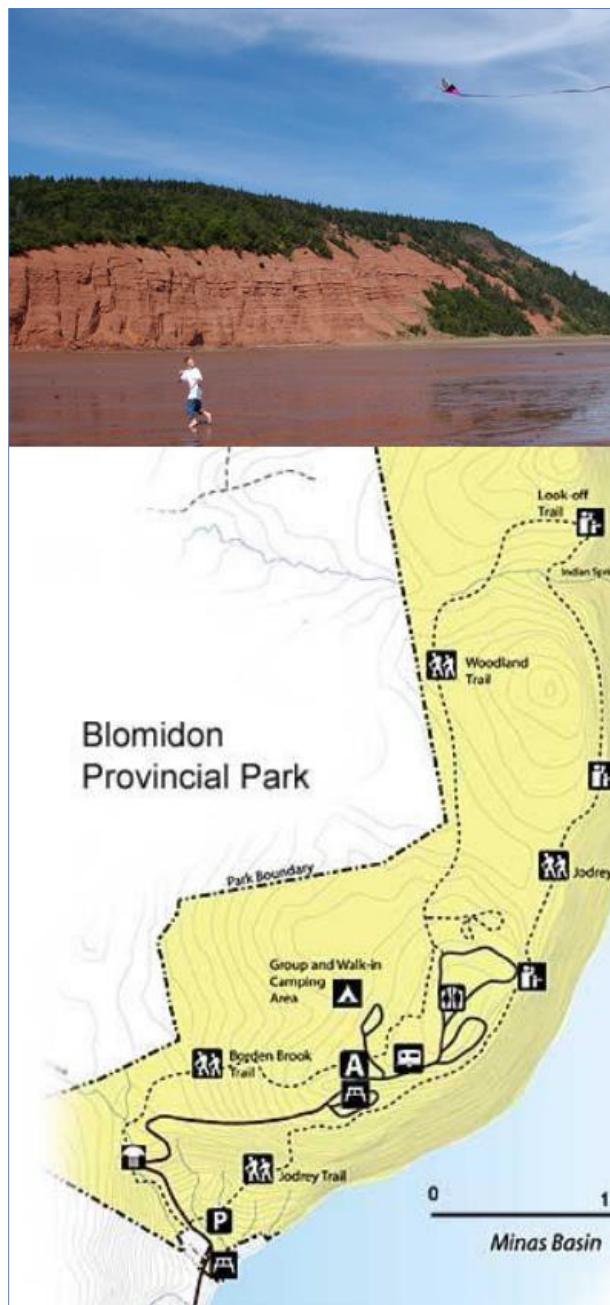 Look-off
Trail
Indian Spri
Woodland
Trail
Blomidon
Provincial Park
Park Boundary
Jodrey
Group and Walk-in
Camping
Area
A
Borden Brook
Trail
Jodrey Trail
P
0
1
Minas Basin